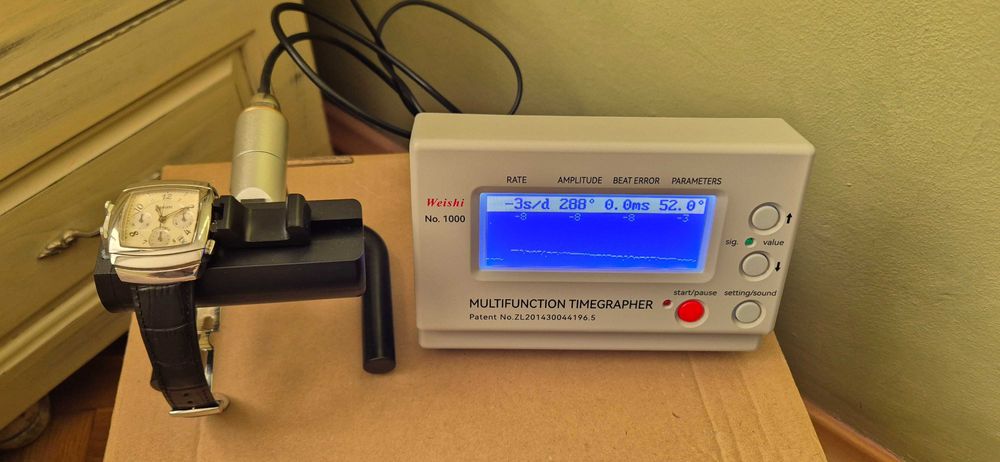 RATE AMPLITUDE BEAT ERROR PARAMETERS
Weishi
No. 1000
-3s/d 288° 0.0ms 52.0°
-8 -8 -8 -3
sig. value
start/pause setting/sound
MULTIFUNCTION TIMEGRAPHER
Patent No.ZL201430044196.5